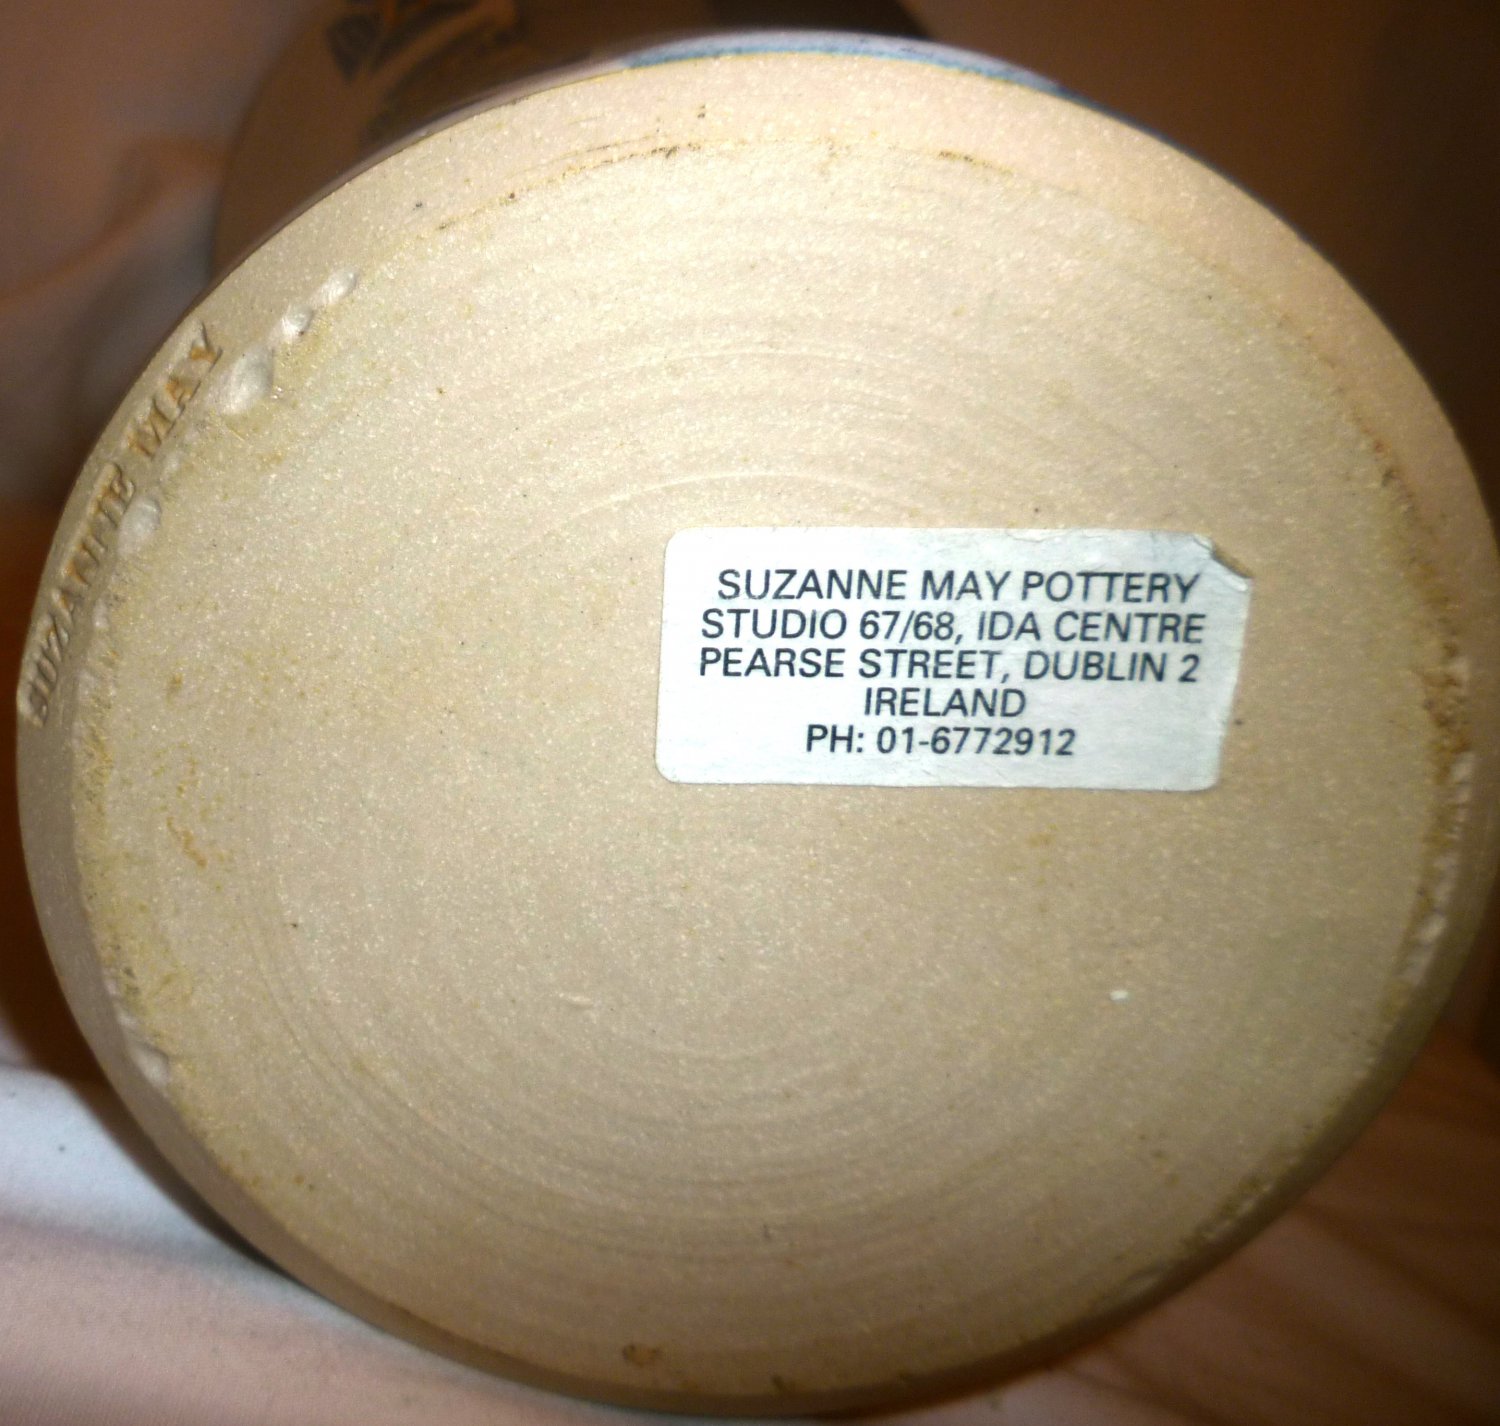 SUZANNE MAY
SUZANNE MAY POTTERY
STUDIO 67/68, IDA CENTRE
PEARSE STREET, DUBLIN 2
IRELAND
PH: 01-6772912